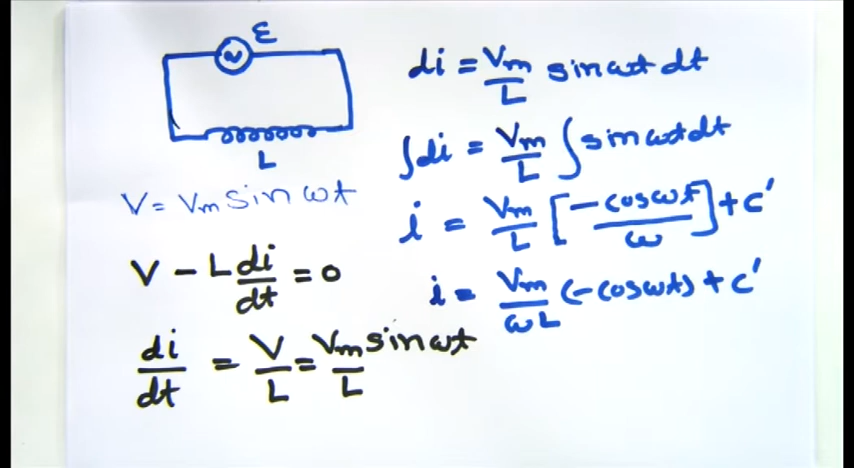 ε
L
V = Vm sin ωt
V - L di/dt = 0
di/dt = V/L = Vm sin ωt/L
di = Vm/L sin ωt dt
∫di = Vm/L ∫ sin ωt dt
i = Vm/L [-cos ωt/ω] + c'
i = Vm/ωL (-cos ωt) + c'